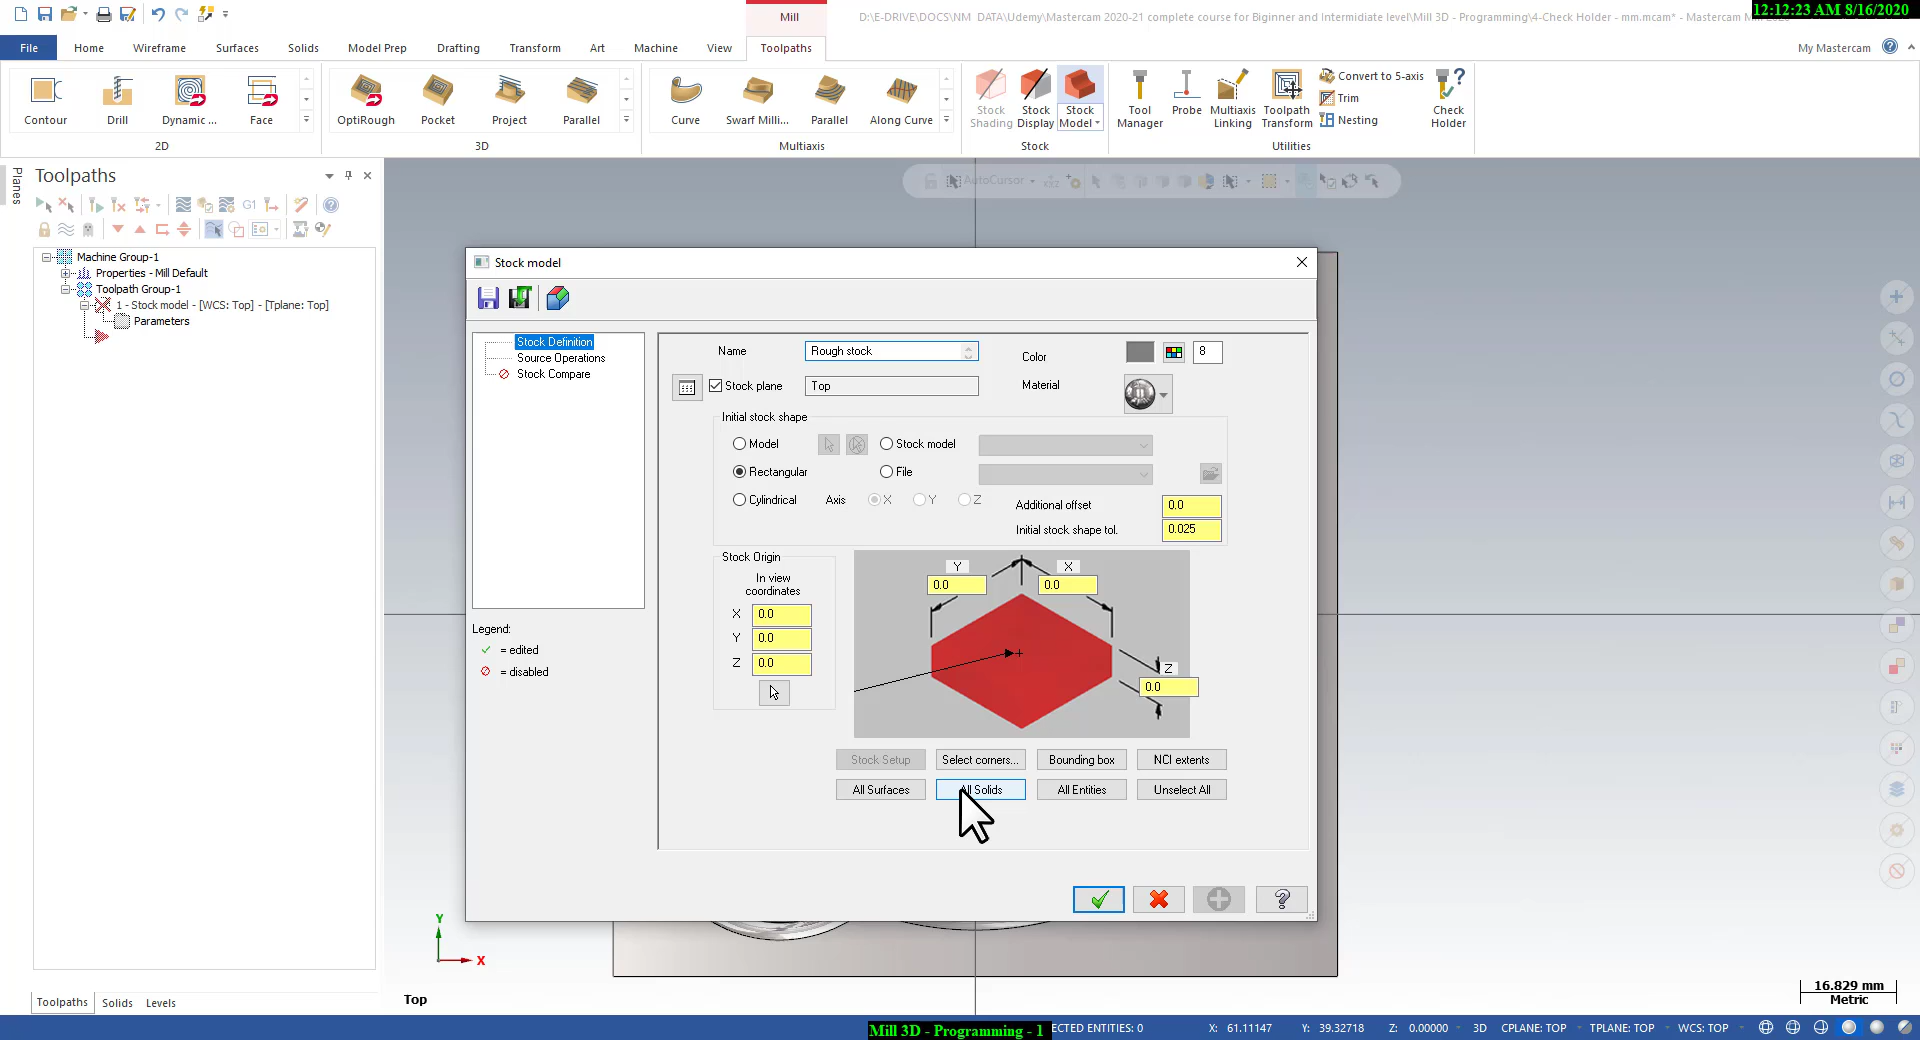 Mill
D:\E-DRIVE\DOCS\NM DATA\Udemy\Mastercam 2020-21 complete course for Biginner and Intermidiate level\Mill 3D - Programming\4-Check Holder - mm.mcam* - Mastercam
12:12:23 AM 8/16/2020
File Home Wireframe Surfaces Solids Model Prep Drafting Transform Art Machine View Toolpaths My Mastercam
Contour Drill Dynamic ... Face OptiRough Pocket Project Parallel Curve Swarf Milli... Parallel Along Curve
Stock Shading
Stock Display
Stock Model
Tool Manager
Probe
Multiaxis Linking
Toolpath Transform
Convert to 5-axis
Trim
Nesting
Check Holder
2D 3D Multiaxis Stock Utilities
Planes
Toolpaths
AutoCursor
G1
Machine Group-1
Properties - Mill Default
Toolpath Group-1
1 - Stock model - [WCS: Top] - [Tplane: Top]
Parameters
Stock model
Stock Definition
Source Operations
Stock Compare
Legend:
= edited
= disabled
Name Rough stock Color 8
Stock plane Top Material
Initial stock shape
Model Stock model
Rectangular File
Cylindrical Axis X Y Z
Additional offset 0.0
Initial stock shape tol. 0.025
Stock Origin
In view
coordinates
X 0.0
Y 0.0
Z 0.0
Y X
0.0 0.0
Z
0.0
Stock Setup Select corners... Bounding box NCI extents
All Surfaces All Solids All Entities Unselect All
Y
X
Top
16.829 mm
Metric
Toolpaths Solids Levels
Mill 3D - Programming - 1
ECTED ENTITIES: 0 X: 61.11147 Y: 39.32718 Z: 0.00000 3D CPLANE: TOP TPLANE: TOP WCS: TOP